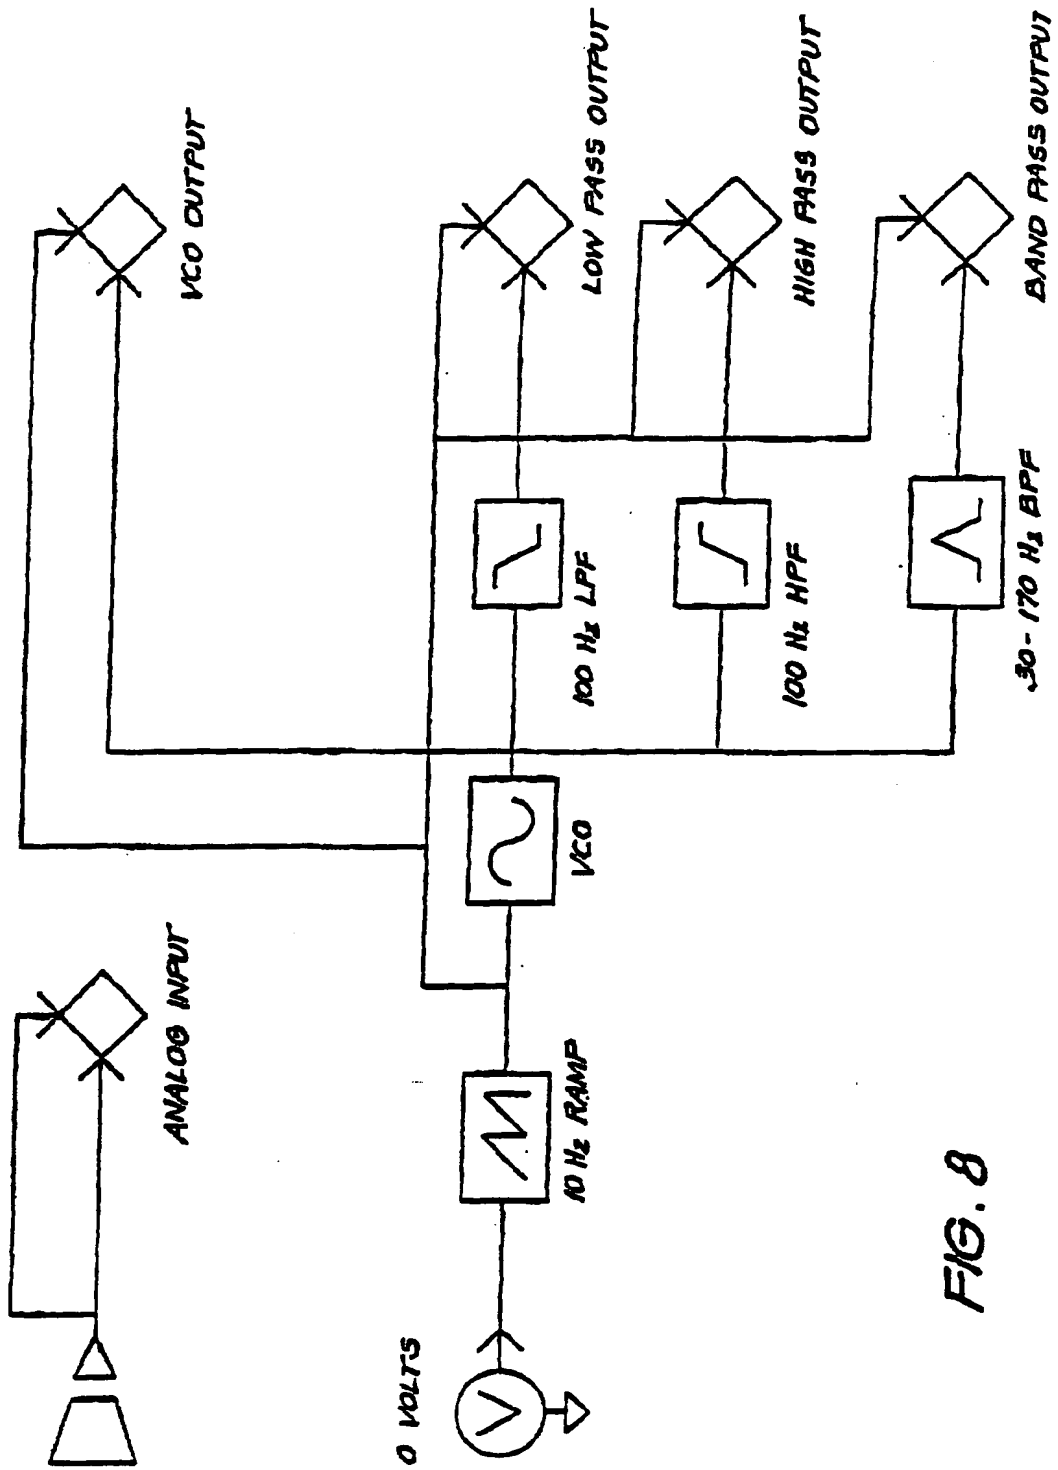 ANALOG INPUT
VCO OUTPUT
0 VOLTS
10 Hz RAMP
VCO
100 Hz LPF
LOW PASS OUTPUT
100 Hz HPF
HIGH PASS OUTPUT
30-170 Hz BPF
BAND PASS OUTPUT
FIG. 8